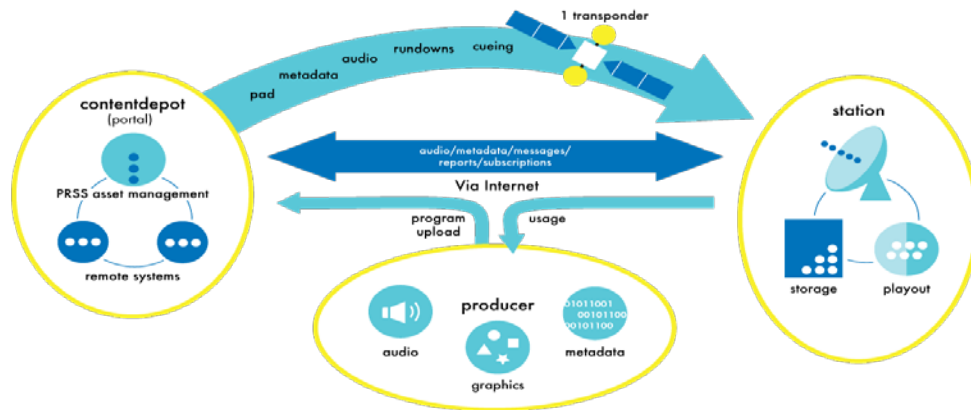 1 transponder
cueing
rundowns
audio
metadata
pad
contentdepot
(portal)
PRSS asset management
remote systems
audio/metadata/messages/
reports/subscriptions
Via Internet
program
upload
usage
station
storage
playout
producer
audio
graphics
metadata
01011001
00101100
00101100